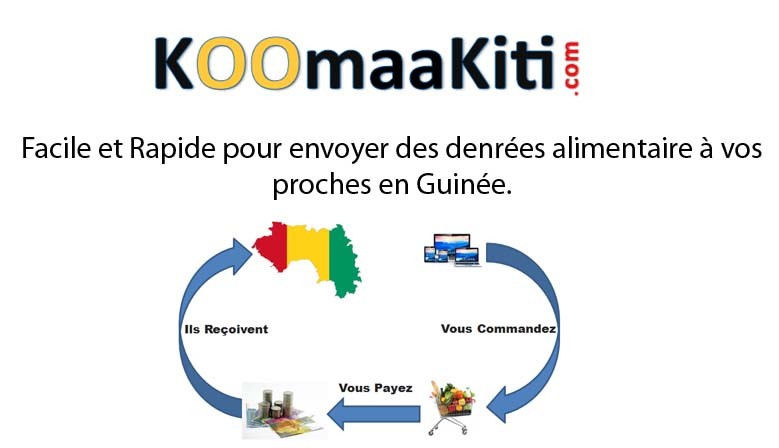 KOOmaaKiti.com
Facile et Rapide pour envoyer des denrées alimentaire à vos
proches en Guinée.
Ils Reçoivent
Vous Commandez
Vous Payez